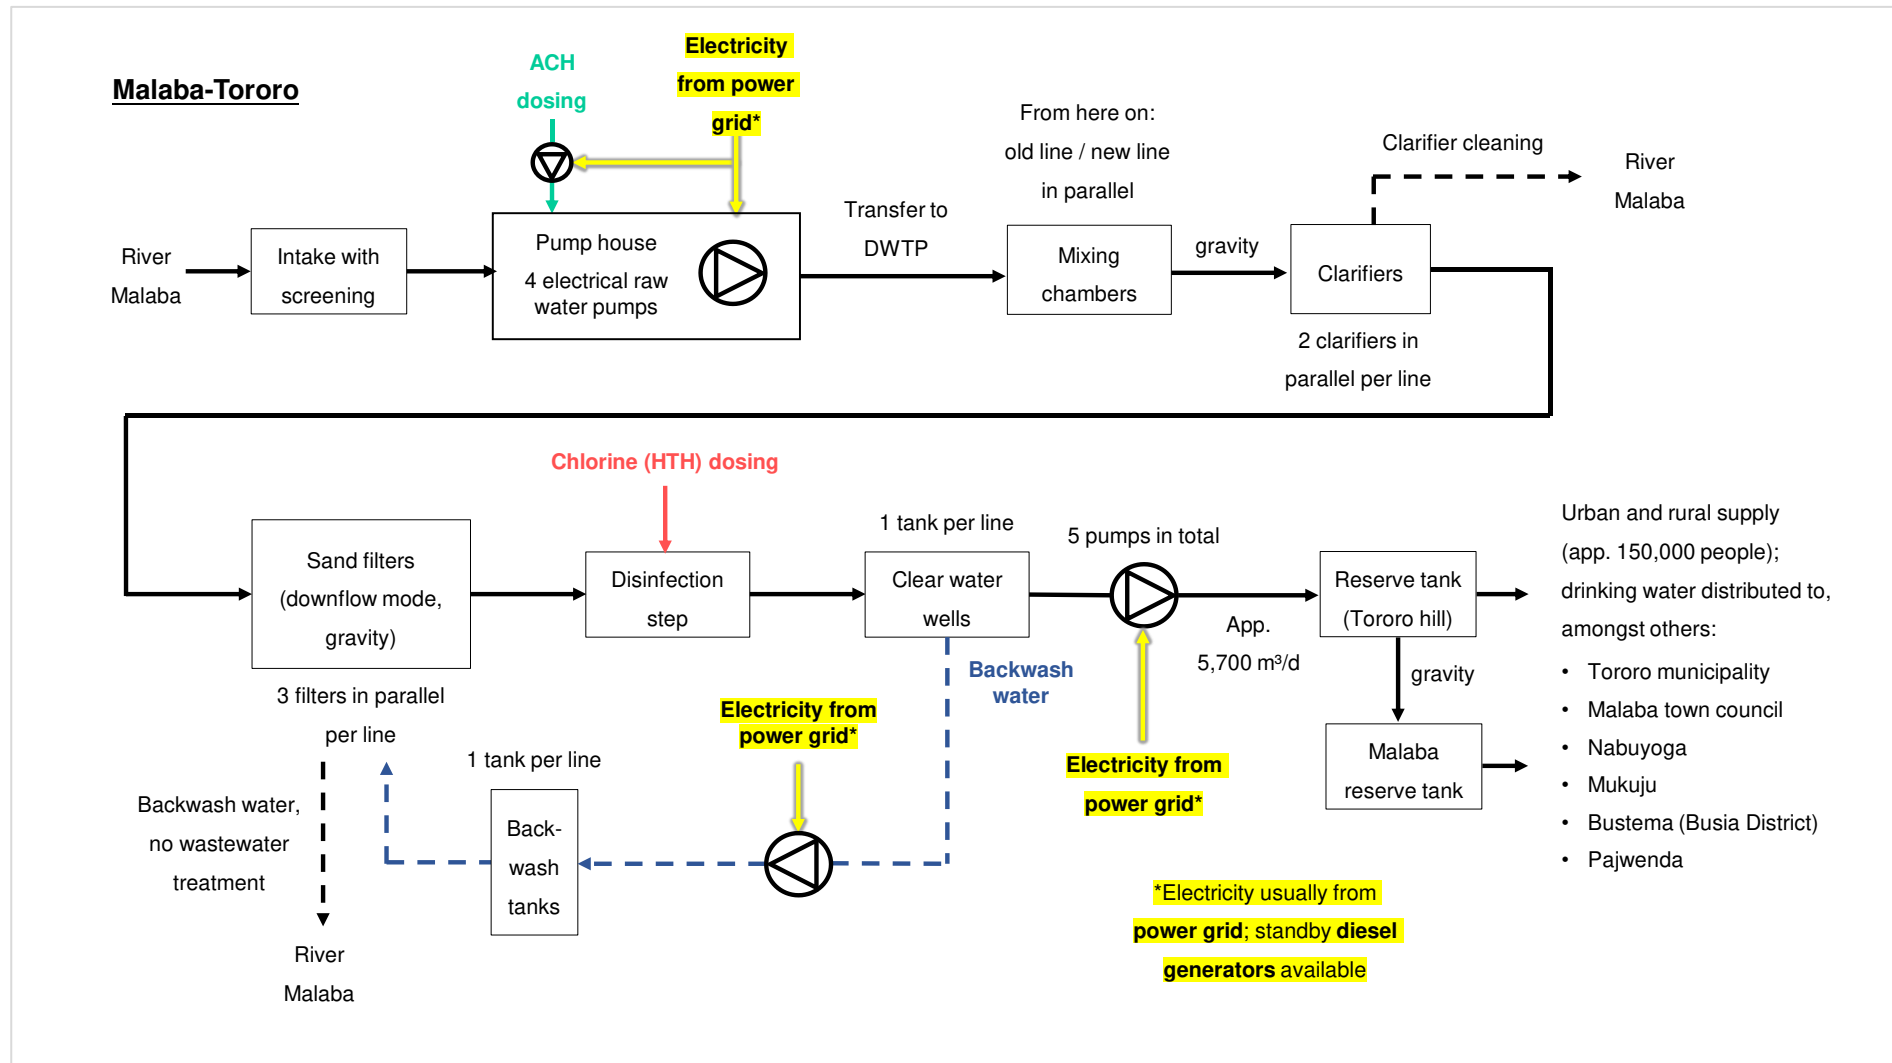 Malaba-Tororo
ACH
dosing
Electricity
from power
grid*
From here on:
old line / new line
in parallel
Clarifier cleaning
River
Malaba
River
Malaba
Intake with
screening
Pump house
4 electrical raw
water pumps
Transfer to
DWTP
Mixing
chambers
gravity
Clarifiers
2 clarifiers in
parallel per line
Chlorine (HTH) dosing
Sand filters
(downflow mode,
gravity)
3 filters in parallel
per line
Disinfection
step
1 tank per line
Clear water
wells
5 pumps in total
App.
5,700 m³/d
Reserve tank
(Tororo hill)
gravity
Malaba
reserve tank
Urban and rural supply
(app. 150,000 people);
drinking water distributed to,
amongst others:
• Tororo municipality
• Malaba town council
• Nabuyoga
• Mukuju
• Bustema (Busia District)
• Pajwenda
Backwash
water
Electricity from
power grid*
Electricity from
power grid*
1 tank per line
Back-
wash
tanks
Backwash water,
no wastewater
treatment
River
Malaba
*Electricity usually from
power grid; standby diesel
generators available